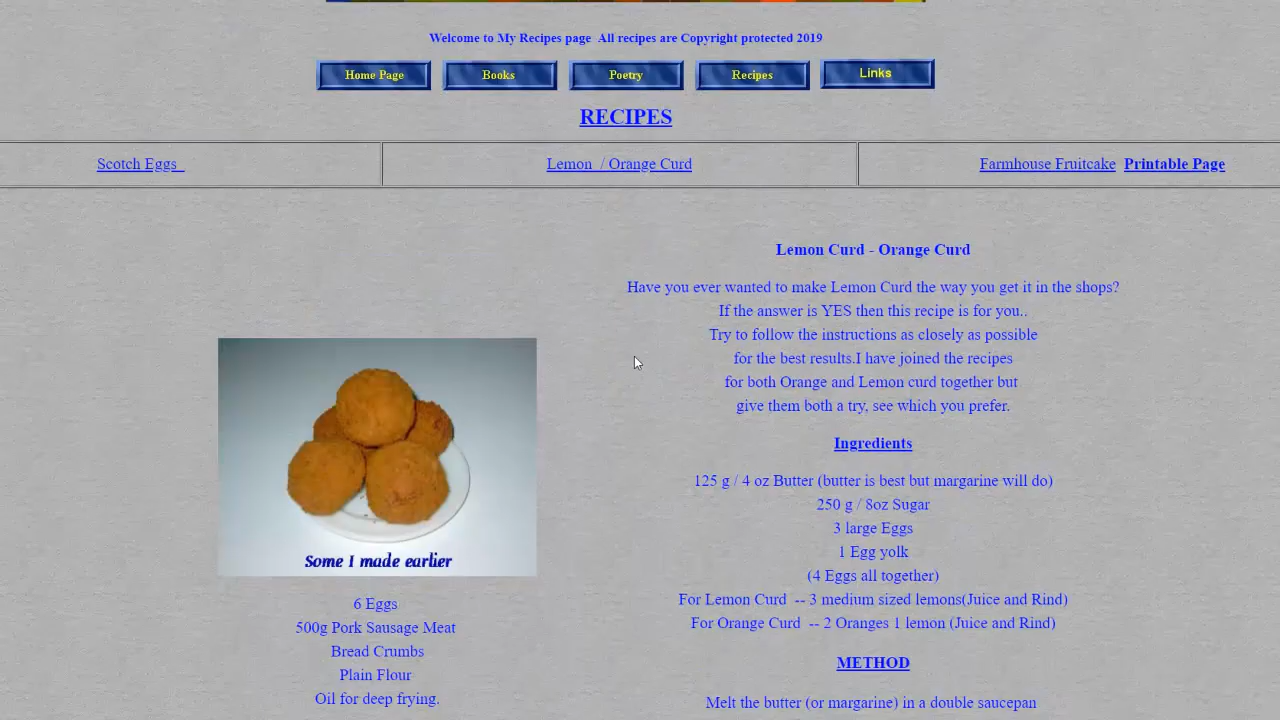 Welcome to My Recipes page  All recipes are Copyright protected 2019
Home Page
Books
Poetry
Recipes
Links
RECIPES
Scotch Eggs
Lemon  / Orange Curd
Farmhouse Fruitcake  Printable Page
Some I made earlier
6 Eggs
500g Pork Sausage Meat
Bread Crumbs
Plain Flour
Oil for deep frying.
Lemon Curd - Orange Curd
Have you ever wanted to make Lemon Curd the way you get it in the shops?
If the answer is YES then this recipe is for you..
Try to follow the instructions as closely as possible
for the best results.I have joined the recipes
for both Orange and Lemon curd together but
give them both a try, see which you prefer.
Ingredients
125 g / 4 oz Butter (butter is best but margarine will do)
250 g / 8oz Sugar
3 large Eggs
1 Egg yolk
(4 Eggs all together)
For Lemon Curd  -- 3 medium sized lemons(Juice and Rind)
For Orange Curd  -- 2 Oranges 1 lemon (Juice and Rind)
METHOD
Melt the butter (or margarine) in a double saucepan